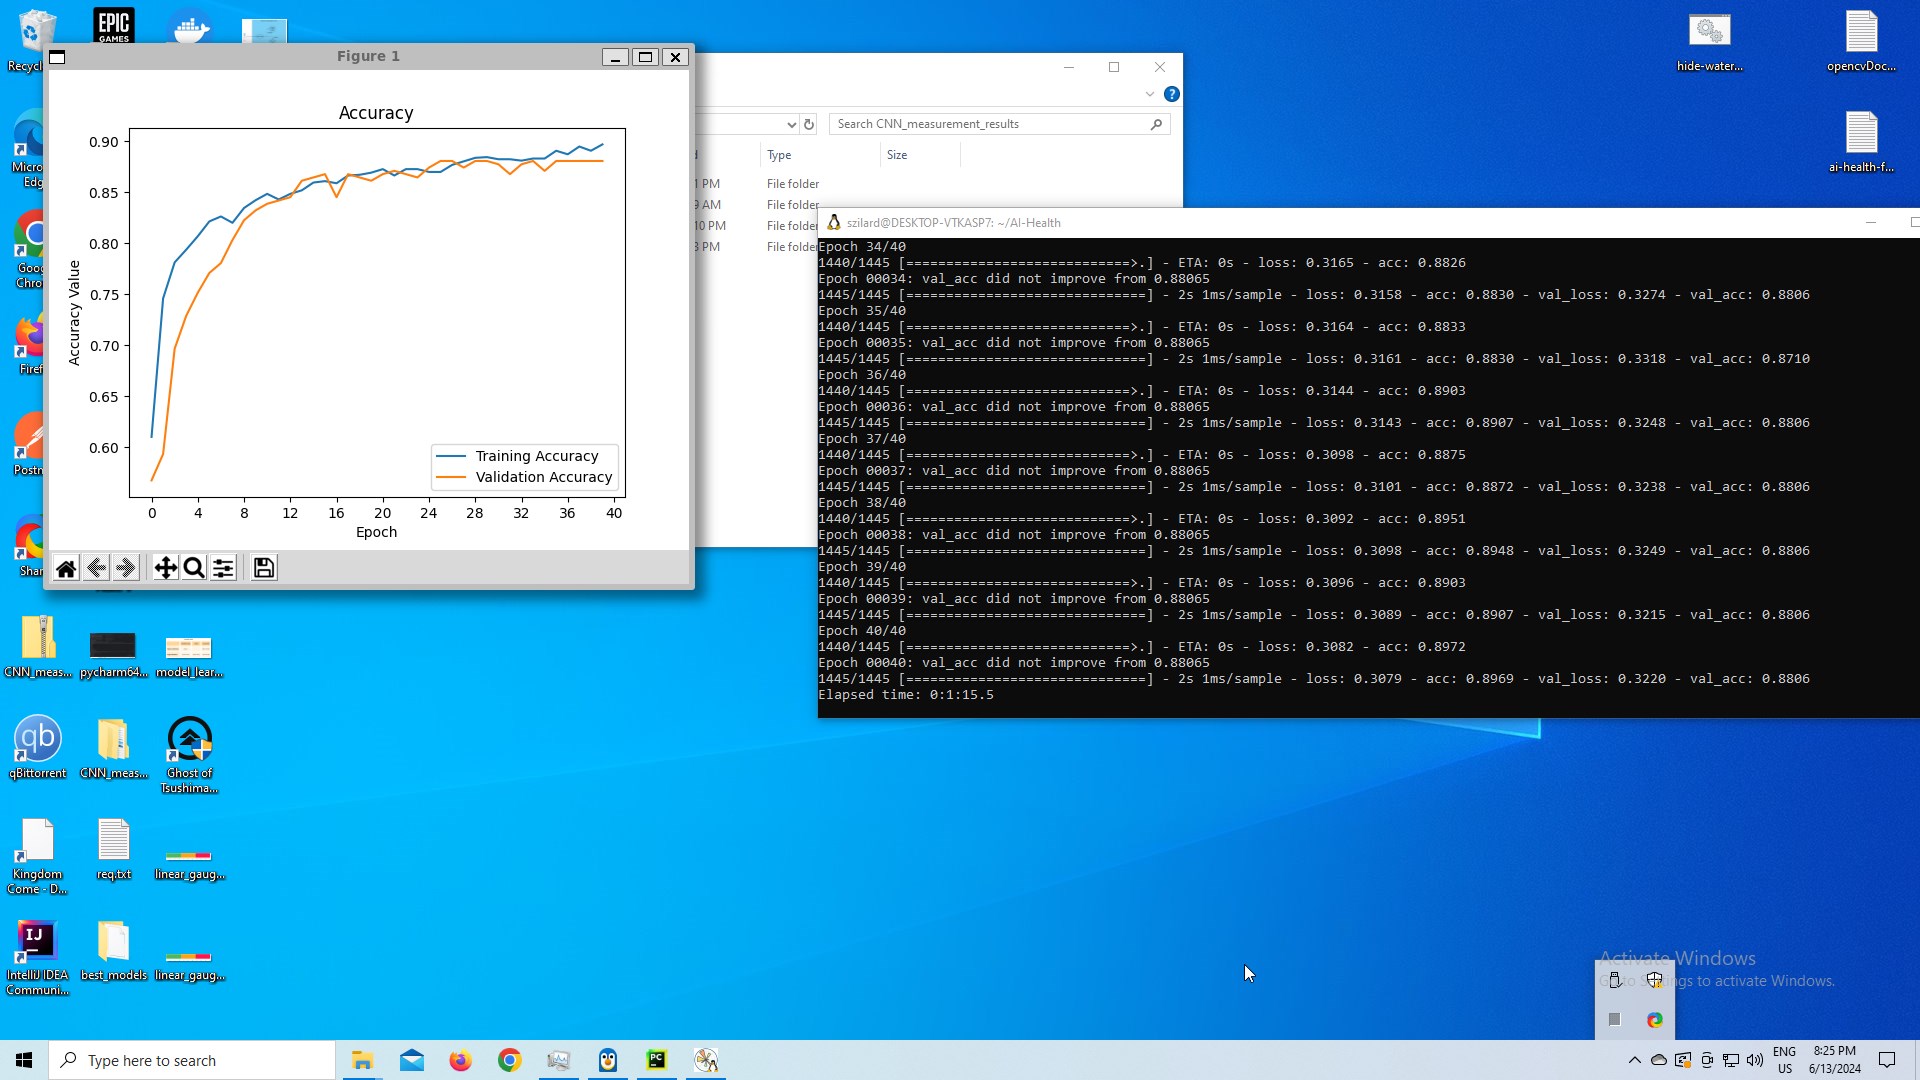 EPIC
GAMES
Recycl
Micro
Edg
Goog
Chro
Firef
Postn
Shar
Figure 1
Accuracy
0.90
0.85
0.80
0.75
0.70
0.65
0.60
Accuracy Value
Training Accuracy
Validation Accuracy
0 4 8 12 16 20 24 28 32 36 40
Epoch
Search CNN_measurement_results
Type Size
1 PM File folder
9 AM File folder
10 PM File folde
3 PM File folde
hide-water...
opencvDoc...
ai-health-f...
szilard@DESKTOP-VTKASP7: ~/AI-Health
Epoch 34/40
1440/1445 [============================>.] - ETA: 0s - loss: 0.3165 - acc: 0.8826
Epoch 00034: val_acc did not improve from 0.88065
1445/1445 [==============================] - 2s 1ms/sample - loss: 0.3158 - acc: 0.8830 - val_loss: 0.3274 - val_acc: 0.8806
Epoch 35/40
1440/1445 [============================>.] - ETA: 0s - loss: 0.3164 - acc: 0.8833
Epoch 00035: val_acc did not improve from 0.88065
1445/1445 [==============================] - 2s 1ms/sample - loss: 0.3161 - acc: 0.8830 - val_loss: 0.3318 - val_acc: 0.8710
Epoch 36/40
1440/1445 [============================>.] - ETA: 0s - loss: 0.3144 - acc: 0.8903
Epoch 00036: val_acc did not improve from 0.88065
1445/1445 [==============================] - 2s 1ms/sample - loss: 0.3143 - acc: 0.8907 - val_loss: 0.3248 - val_acc: 0.8806
Epoch 37/40
1440/1445 [============================>.] - ETA: 0s - loss: 0.3098 - acc: 0.8875
Epoch 00037: val_acc did not improve from 0.88065
1445/1445 [==============================] - 2s 1ms/sample - loss: 0.3101 - acc: 0.8872 - val_loss: 0.3238 - val_acc: 0.8806
Epoch 38/40
1440/1445 [============================>.] - ETA: 0s - loss: 0.3092 - acc: 0.8951
Epoch 00038: val_acc did not improve from 0.88065
1445/1445 [==============================] - 2s 1ms/sample - loss: 0.3098 - acc: 0.8948 - val_loss: 0.3249 - val_acc: 0.8806
Epoch 39/40
1440/1445 [============================>.] - ETA: 0s - loss: 0.3096 - acc: 0.8903
Epoch 00039: val_acc did not improve from 0.88065
1445/1445 [==============================] - 2s 1ms/sample - loss: 0.3089 - acc: 0.8907 - val_loss: 0.3215 - val_acc: 0.8806
Epoch 40/40
1440/1445 [============================>.] - ETA: 0s - loss: 0.3082 - acc: 0.8972
Epoch 00040: val_acc did not improve from 0.88065
1445/1445 [==============================] - 2s 1ms/sample - loss: 0.3079 - acc: 0.8969 - val_loss: 0.3220 - val_acc: 0.8806
Elapsed time: 0:1:15.5
CNN_meas... pycharm64... model_lear...
qb
qBittorrent CNN_meas... Ghost of
Tsushima...
Kingdom req.txt linear_gaug...
Come - D...
IJ
IntelliJ IDEA best_models linear_gaug...
Communi...
Activate Windows
Go to Settings to activate Windows.
Type here to search
PC
ENG 8:25 PM
US 6/13/2024